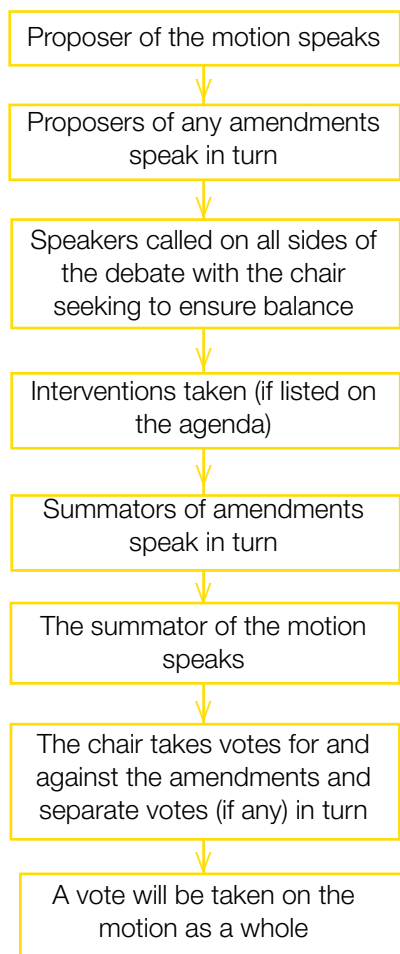 Proposer of the motion speaks
Proposers of any amendments
speak in turn
Speakers called on all sides of
the debate with the chair
seeking to ensure balance
Interventions taken (if listed on
the agenda)
Summators of amendments
speak in turn
The summator of the motion
speaks
The chair takes votes for and
against the amendments and
separate votes (if any) in turn
A vote will be taken on the
motion as a whole